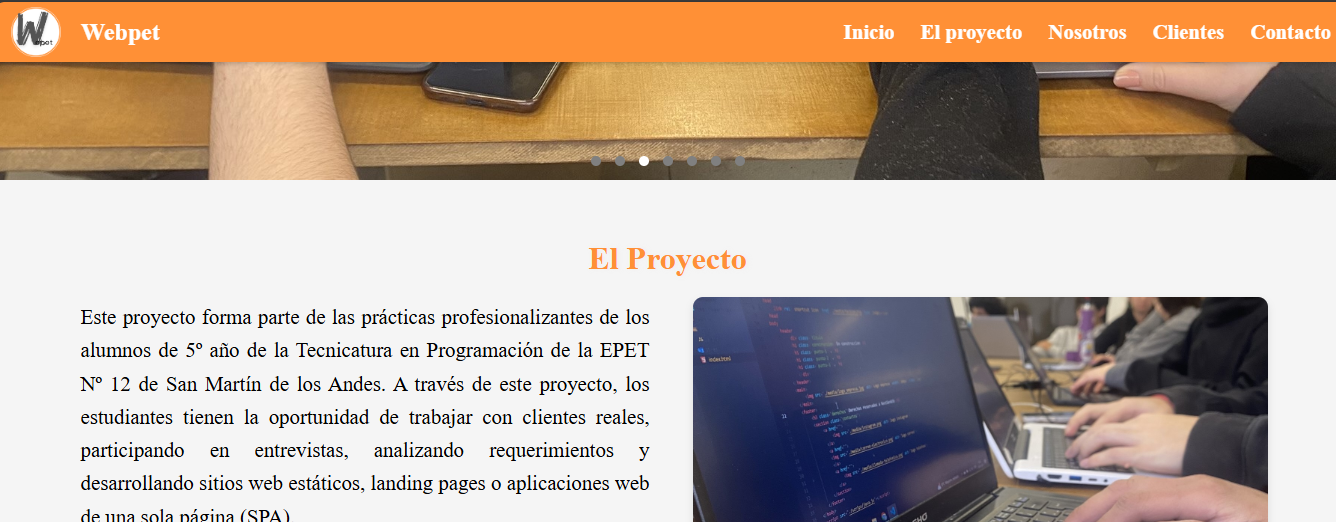 Webpet
Inicio El proyecto Nosotros Clientes Contacto
El Proyecto
Este proyecto forma parte de las prácticas profesionalizantes de los
alumnos de 5º año de la Tecnicatura en Programación de la EPET
Nº 12 de San Martín de los Andes. A través de este proyecto, los
estudiantes tienen la oportunidad de trabajar con clientes reales,
participando en entrevistas, analizando requerimientos y
desarrollando sitios web estáticos, landing pages o aplicaciones web
de una sola página (SPA)